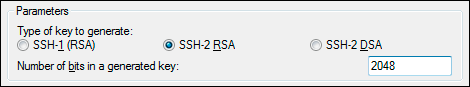 Parameters
Type of key to generate:
SSH-1 (RSA) SSH-2 RSA SSH-2 DSA
Number of bits in a generated key: 2048